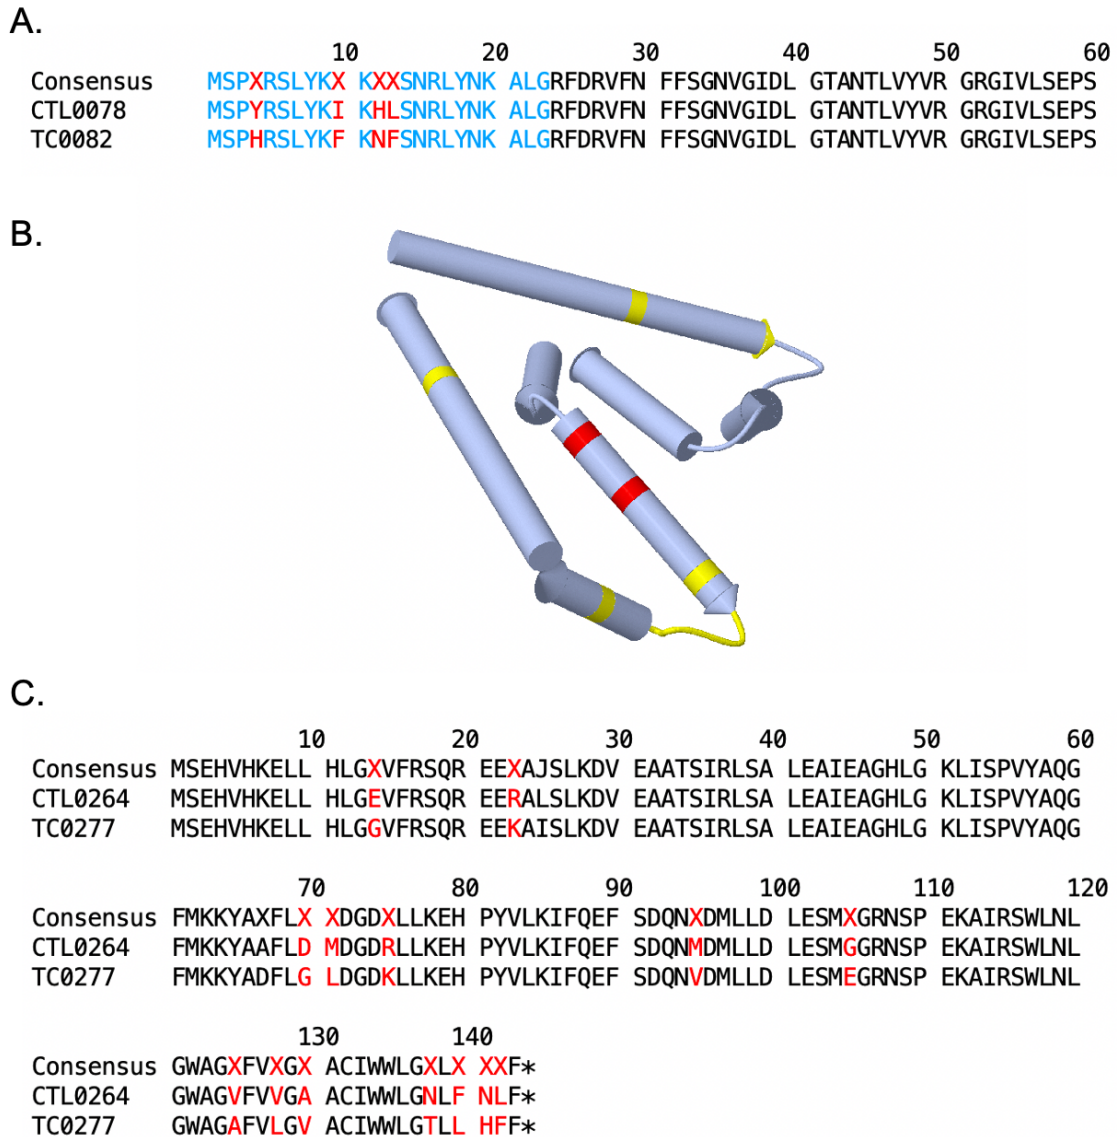 A.
10 20 30 40 50 60
Consensus MSPXRSLYKX KXXSNRLYNK ALGRFDRVFN FFSGNVGIDL GTANTLVYVR GRGIVLSEPS
CTL0078 MSPYRSLYKI KHLSNRLYNK ALGRFDRVFN FFSGNVGIDL GTANTLVYVR GRGIVLSEPS
TC0082 MSPHRSLYKF KNFSNRLYNK ALGRFDRVFN FFSGNVGIDL GTANTLVYVR GRGIVLSEPS
B.
C.
10 20 30 40 50 60
Consensus MSEHVHKELL HLGXVFRSQR EEXAJSLKDV EAATSIRLSA LEAIEAGHLG KLISPVYAQG
CTL0264 MSEHVHKELL HLGEVFRSQR EERALSLKDV EAATSIRLSA LEAIEAGHLG KLISPVYAQG
TC0277 MSEHVHKELL HLGGVFRSQR EEKAISLKDV EAATSIRLSA LEAIEAGHLG KLISPVYAQG
70 80 90 100 110 120
Consensus FMKKYAXFLX XDGDXLLKEH PYVLKIFQEF SDQNXDMLLD LESMXGRNSP EKAIRSWLNL
CTL0264 FMKKYAAFLD MDGDRLLKEH PYVLKIFQEF SDQNMDMLLD LESMGGRNSP EKAIRSWLNL
TC0277 FMKKYADFLG LDGDKLLKEH PYVLKIFQEF SDQNVDMLLD LESMEGRNSP EKAIRSWLNL
130 140
Consensus GWAGXFVXGX ACIWWLGXLX XXF*
CTL0264 GWAGVFVVGA ACIWWLGNLF NLF*
TC0277 GWAGAFVLGV ACIWWLGTLL HFF*